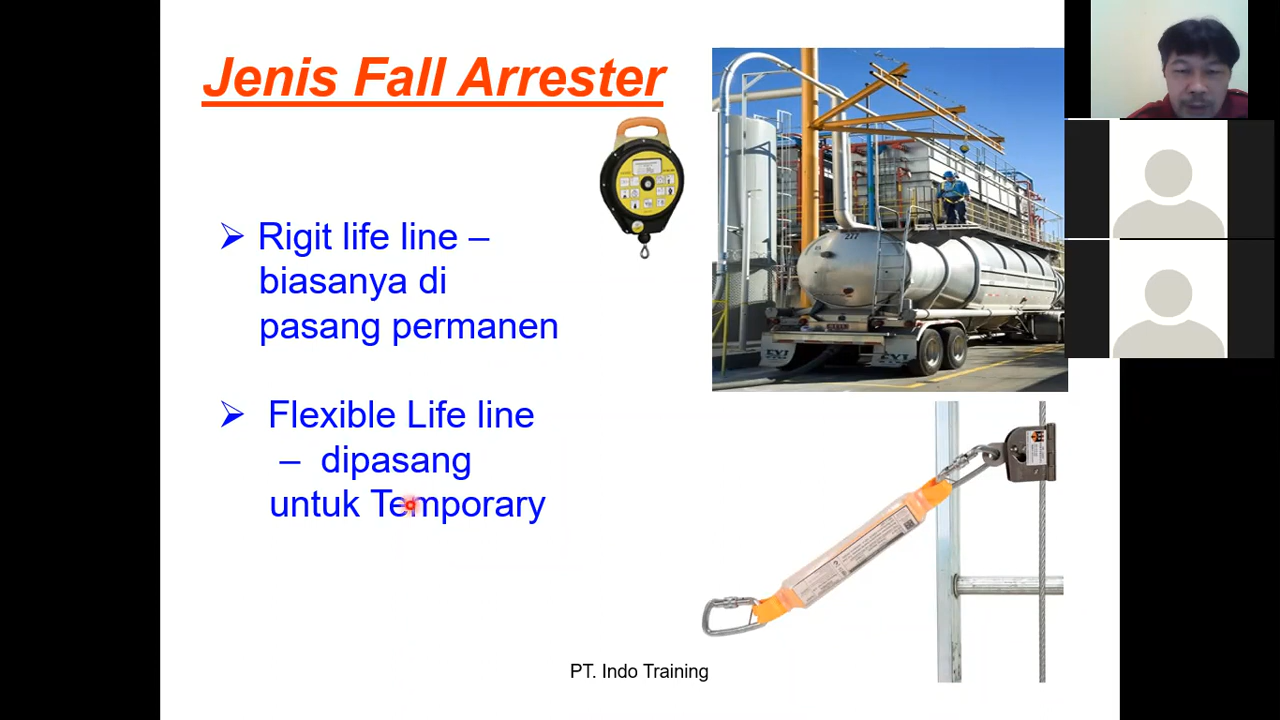 Jenis Fall Arrester
➢ Rigit life line –
biasanya di
pasang permanen
➢ Flexible Life line
– dipasang
untuk Temporary
277
PT. Indo Training